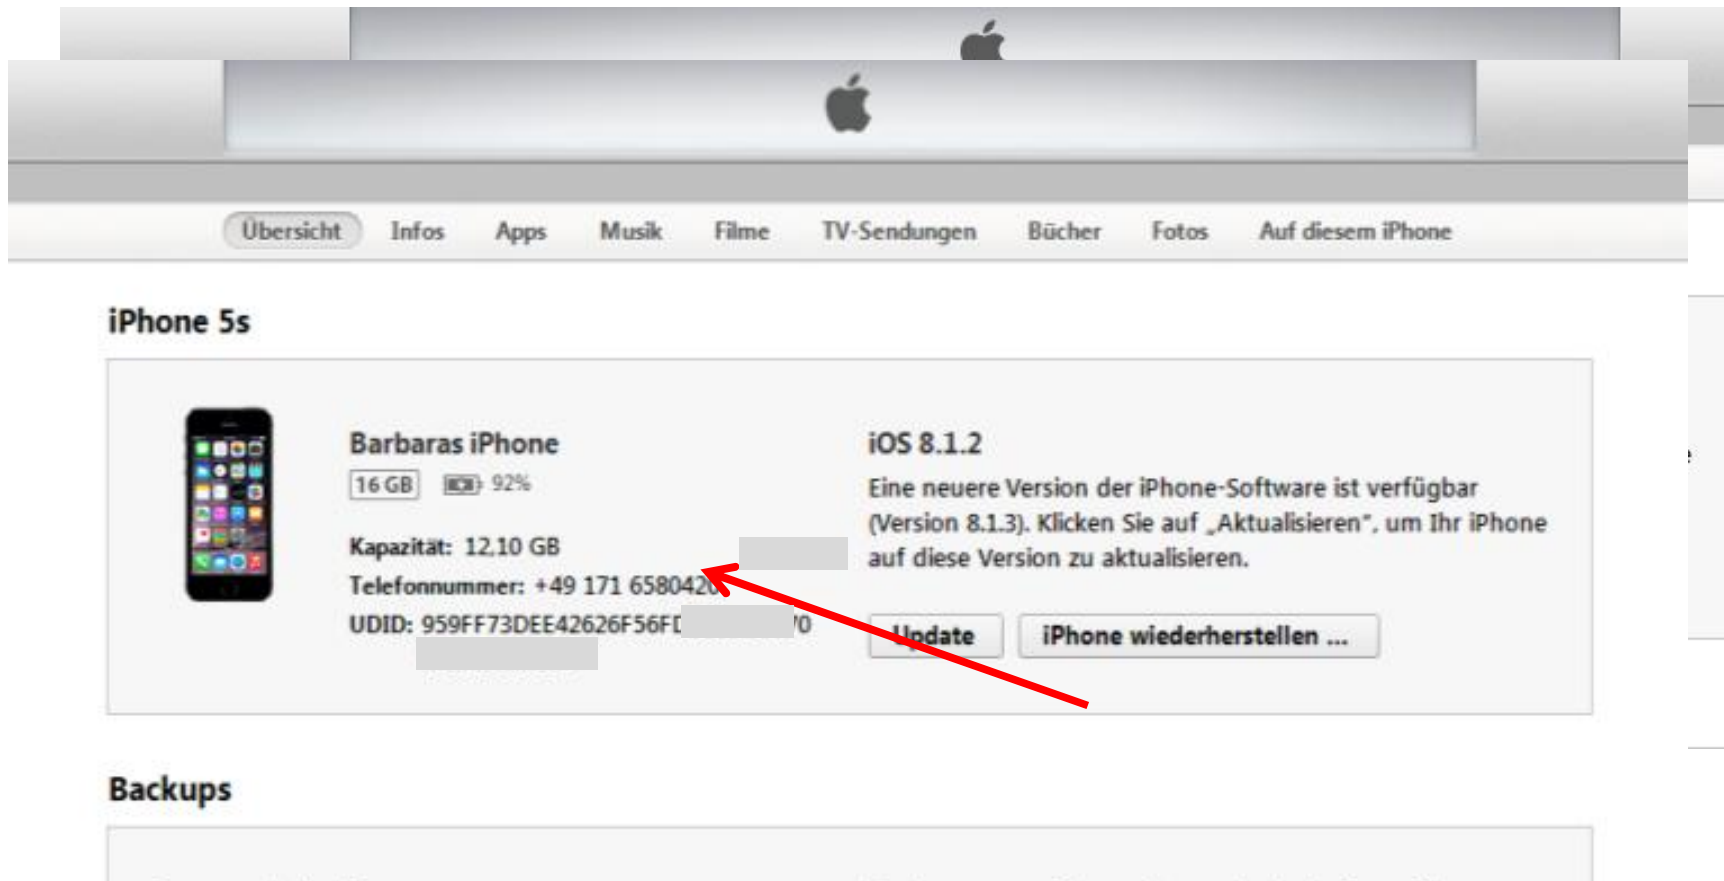 Übersicht Infos Apps Musik Filme TV-Sendungen Bücher Fotos Auf diesem iPhone
iPhone 5s
Barbaras iPhone
16 GB 92%
Kapazität: 12,10 GB
Telefonnummer: +49 171 6580420
UDID: 959FF73DEE42626F56F
iOS 8.1.2
Eine neuere Version der iPhone-Software ist verfügbar
(Version 8.1.3). Klicken Sie auf „Aktualisieren“, um Ihr iPhone
auf diese Version zu aktualisieren.
Update iPhone wiederherstellen ...
Backups